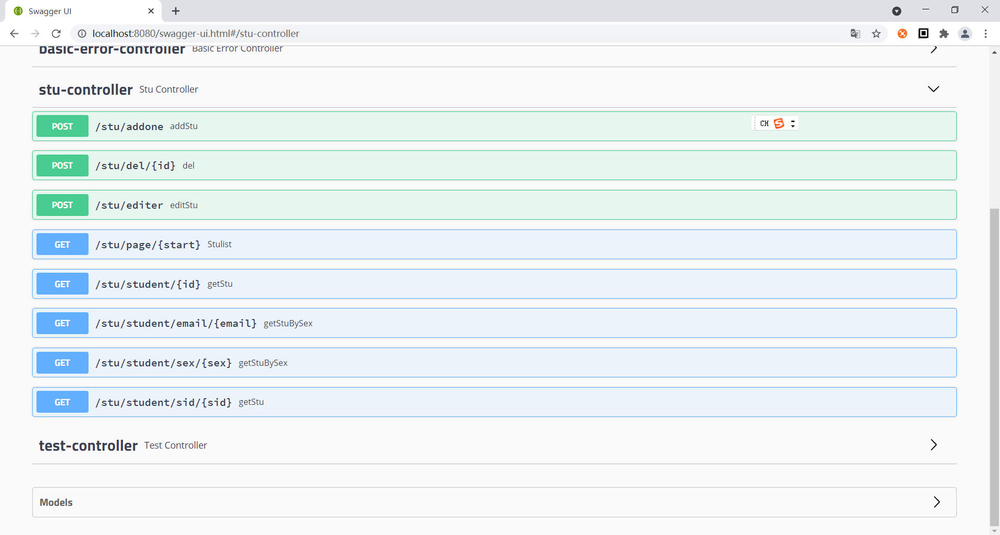 Swagger UI
localhost:8080/swagger-ui.html#/stu-controller
basic-error-controller Basic Error Controller
stu-controller Stu Controller
POST /stu/addone addStu
CH
POST /stu/del/{id} del
POST /stu/editer editStu
GET /stu/page/{start} Stulist
GET /stu/student/{id} getStu
GET /stu/student/email/{email} getStuBySex
GET /stu/student/sex/{sex} getStuBySex
GET /stu/student/sid/{sid} getStu
test-controller Test Controller
Models